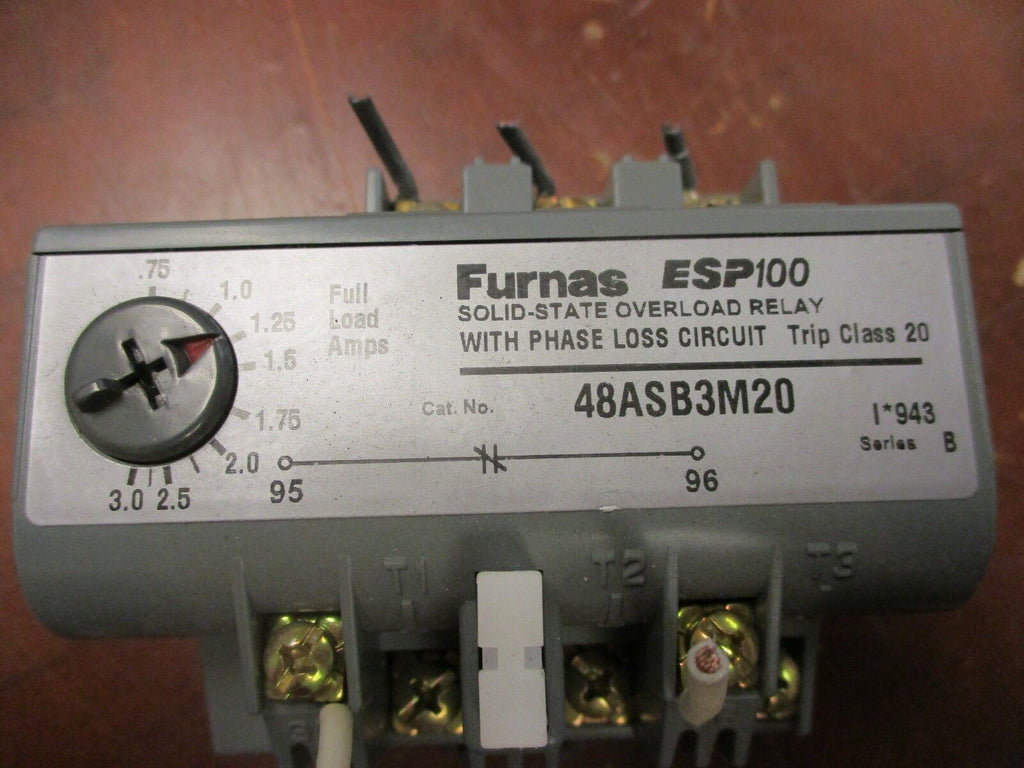 .75
1.0
1.25
1.5
1.75
2.0
2.5
3.0
Full
Load
Amps
Furnas ESP100
SOLID-STATE OVERLOAD RELAY
WITH PHASE LOSS CIRCUIT Trip Class 20
Cat. No. 48ASB3M20
I*943
Series B
95
96
T1
T2
T3